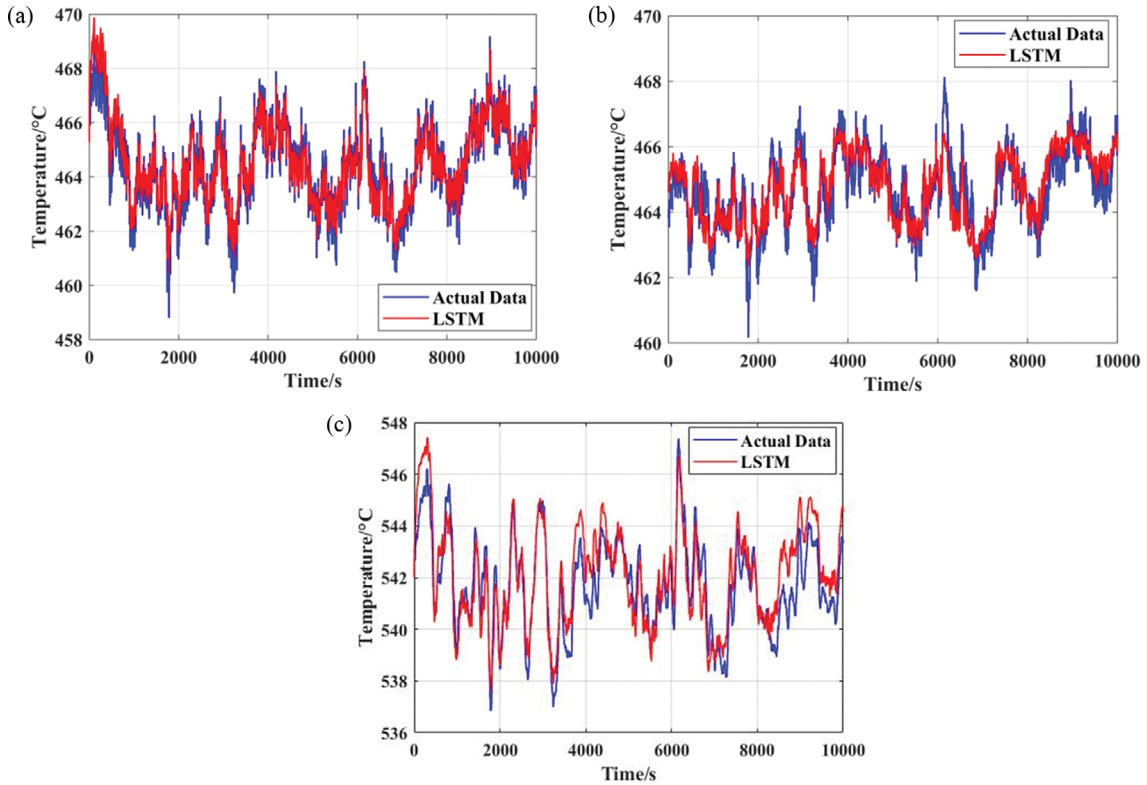 (a)
470
468
466
464
462
460
458
Temperature/°C
0 2000 4000 6000 8000 10000
Time/s
Actual Data
LSTM
(b)
470
468
466
464
462
460
Temperature/°C
0 2000 4000 6000 8000 10000
Time/s
Actual Data
LSTM
(c)
548
546
544
542
540
538
536
Temperature/°C
0 2000 4000 6000 8000 10000
Time/s
Actual Data
LSTM